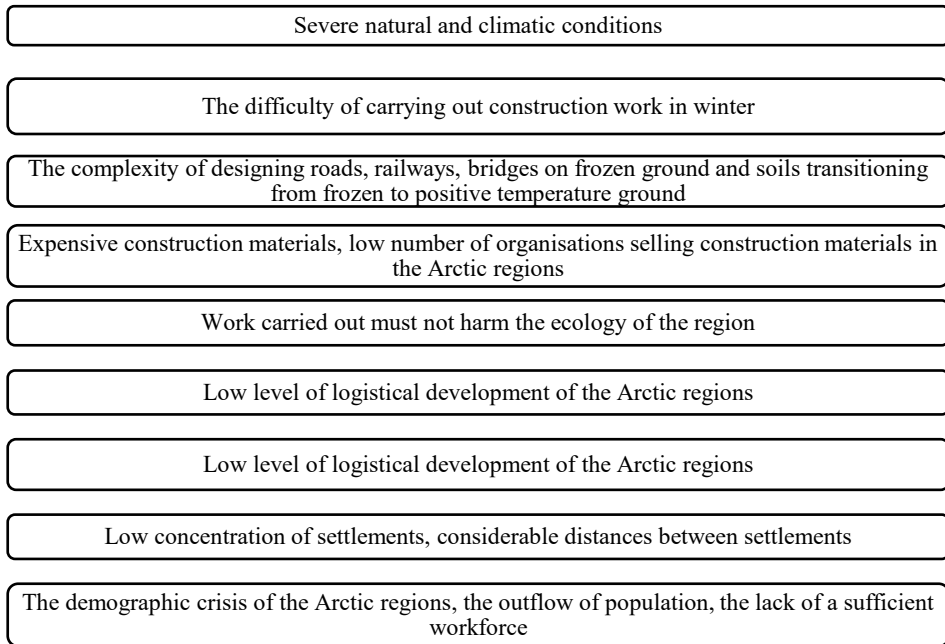 Severe natural and climatic conditions
The difficulty of carrying out construction work in winter
The complexity of designing roads, railways, bridges on frozen ground and soils transitioning
from frozen to positive temperature ground
Expensive construction materials, low number of organisations selling construction materials in
the Arctic regions
Work carried out must not harm the ecology of the region
Low level of logistical development of the Arctic regions
Low level of logistical development of the Arctic regions
Low concentration of settlements, considerable distances between settlements
The demographic crisis of the Arctic regions, the outflow of population, the lack of a sufficient
workforce